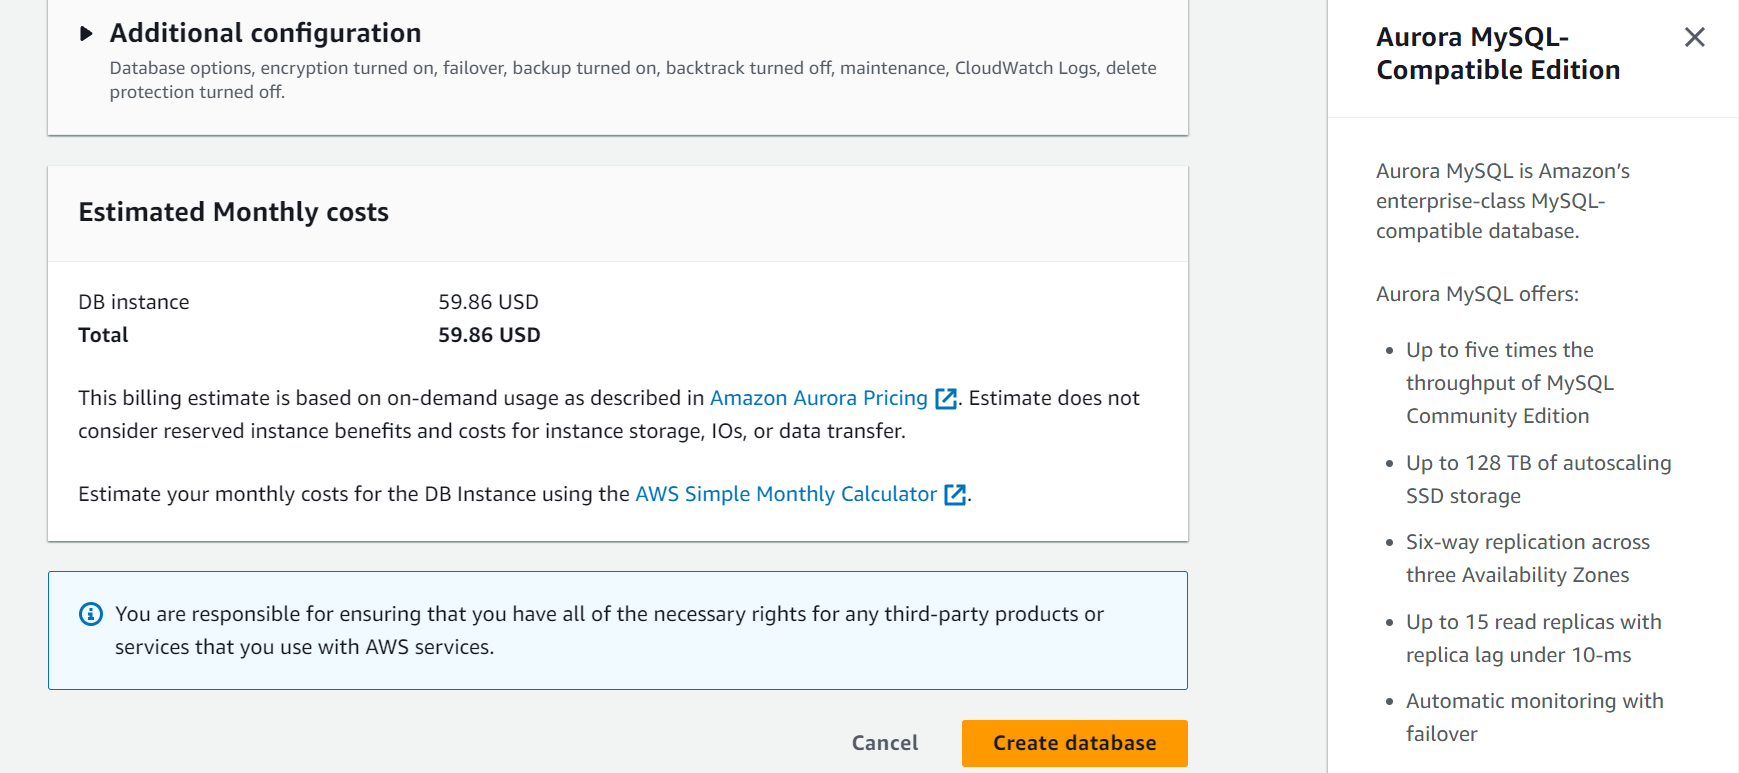 Additional configuration
Database options, encryption turned on, failover, backup turned on, backtrack turned off, maintenance, CloudWatch Logs, delete
protection turned off.
Estimated Monthly costs
DB instance 59.86 USD
Total 59.86 USD
This billing estimate is based on on-demand usage as described in Amazon Aurora Pricing. Estimate does not
consider reserved instance benefits and costs for instance storage, IOs, or data transfer.
Estimate your monthly costs for the DB Instance using the AWS Simple Monthly Calculator.
You are responsible for ensuring that you have all of the necessary rights for any third-party products or
services that you use with AWS services.
Cancel
Create database
Aurora MySQL-
Compatible Edition
Aurora MySQL is Amazon's
enterprise-class MySQL-
compatible database.
Aurora MySQL offers:
• Up to five times the
throughput of MySQL
Community Edition
• Up to 128 TB of autoscaling
SSD storage
• Six-way replication across
three Availability Zones
• Up to 15 read replicas with
replica lag under 10-ms
• Automatic monitoring with
failover